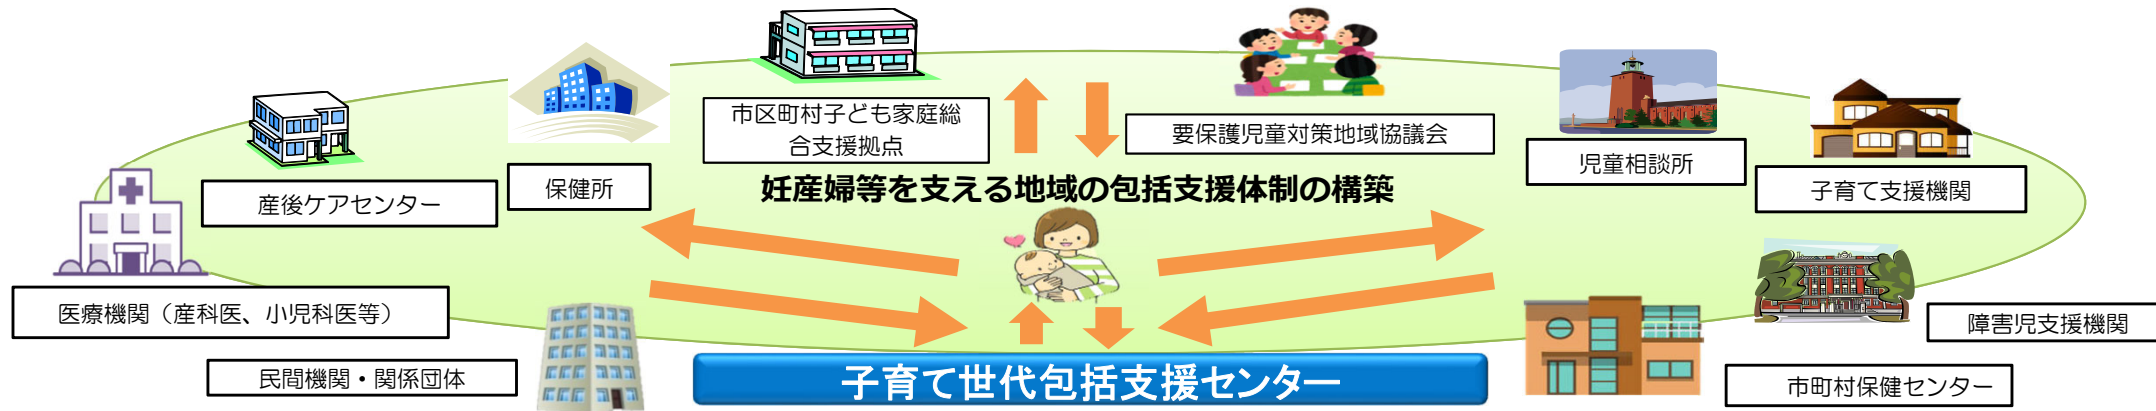 市区町村子ども家庭総
合支援拠点
要保護児童対策地域協議会
児童相談所
保健所
子育て支援機関
産後ケアセンター
妊産婦等を支える地域の包括支援体制の構築
医療機関（産科医、小児科医等）
障害児支援機関
民間機関・関係団体
子育て世代包括支援センター
市町村保健センター